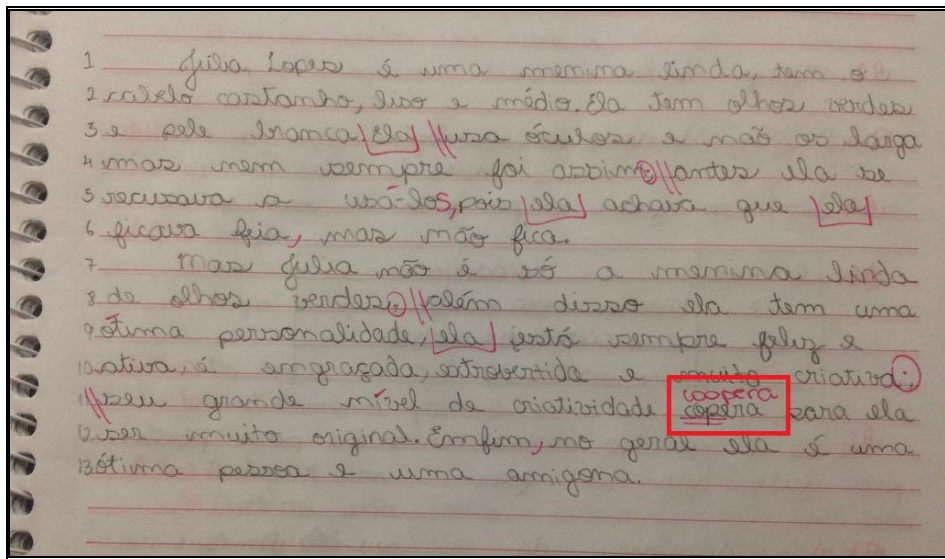 1 Júlia Lopes é uma menina linda, tem o
2 cabelo castanho, liso e médio. Ela tem olhos verdes
3 e pele branca Ela usa óculos e não os larga
4 mas nem sempre foi assim. antes ela se
5 recusava a usá-los, pois ela achava que ela
6 ficava feia, mas não fica.
7 Mas Julia não é só a menina linda
8 de olhos verdes. além disso ela tem uma
9 ótima personalidade, ela está sempre feliz e
10 ativa, é engraçada, extrovertida e muito criativa.
coopera
11 seu grande nível de criatividade copera para ela
12 ser muito original. Emfim, no geral ela é uma
13 ótima pessoa e uma amigona.